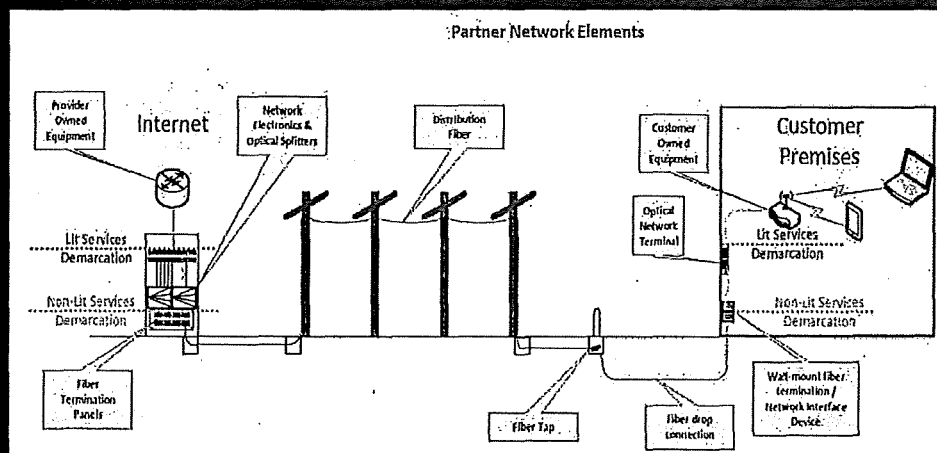 Partner Network Elements
Provider
Owned
Equipment
Internet
Network
Electronics &
Optical Splitters
Distribution
Fiber
Customer
Owned
Equipment
Customer
Premises
Optical
Network
Terminal
Lit Services
Demarcation
Lit Services
Demarcation
Non-Lit Services
Demarcation
Non-Lit Services
Demarcation
Fiber
Termination
Panels
Fiber Tap
Fiber drop
connection
Wall-mount fiber
termination /
Network Interface
Device.